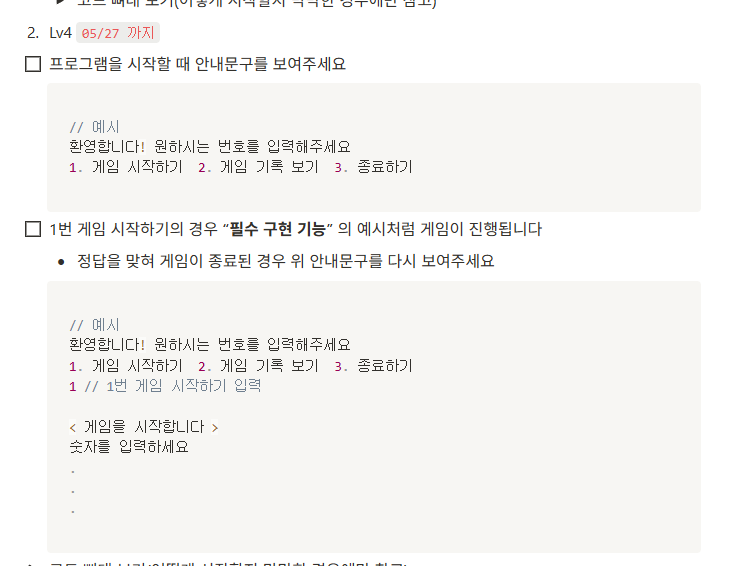 2. Lv4 05/27 까지
프로그램을 시작할 때 안내문구를 보여주세요
// 예시
환영합니다! 원하시는 번호를 입력해주세요
1. 게임 시작하기  2. 게임 기록 보기  3. 종료하기
1번 게임 시작하기의 경우 “필수 구현 기능” 의 예시처럼 게임이 진행됩니다
• 정답을 맞혀 게임이 종료된 경우 위 안내문구를 다시 보여주세요
// 예시
환영합니다! 원하시는 번호를 입력해주세요
1. 게임 시작하기  2. 게임 기록 보기  3. 종료하기
1 // 1번 게임 시작하기 입력
< 게임을 시작합니다 >
숫자를 입력하세요
.
.
.